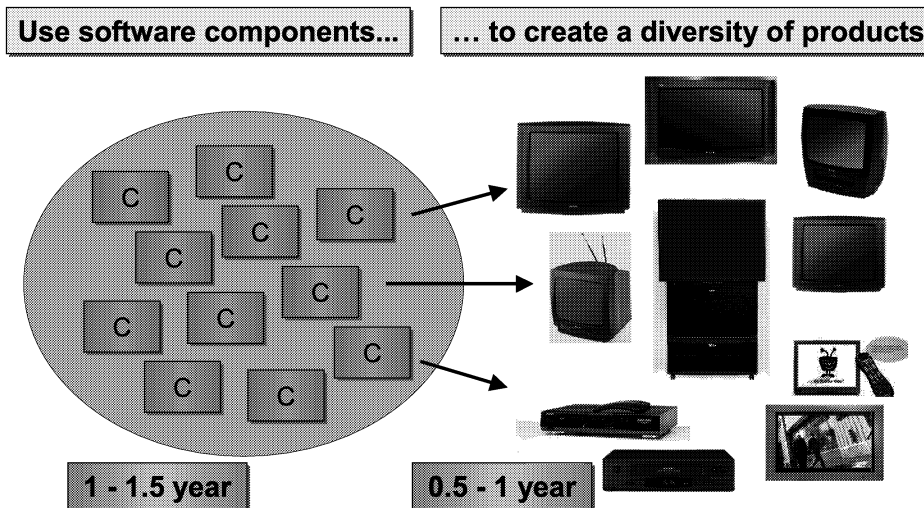 Use software components...
... to create a diversity of products
C
C
C
C
C
C
C
C
C
C
C
1 - 1.5 year
0.5 - 1 year